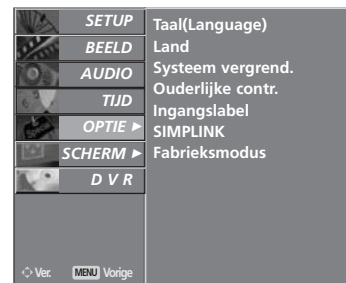 SETUP
BEELD
AUDIO
TIJD
OPTIE ►
SCHERM ►
D V R
Taal(Language)
Land
Systeem vergrend.
Ouderlijke contr.
Ingangslabel
SIMPLINK
Fabrieksmodus
Ver. MENU Vorige